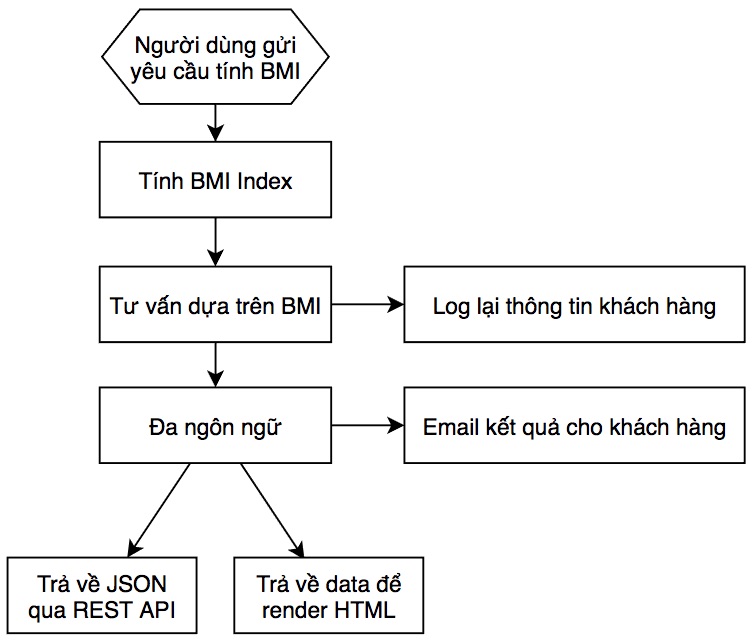 Người dùng gửi
yêu cầu tính BMI
Tính BMI Index
Tư vấn dựa trên BMI
Log lại thông tin khách hàng
Đa ngôn ngữ
Email kết quả cho khách hàng
Trả về JSON
qua REST API
Trả về data để
render HTML